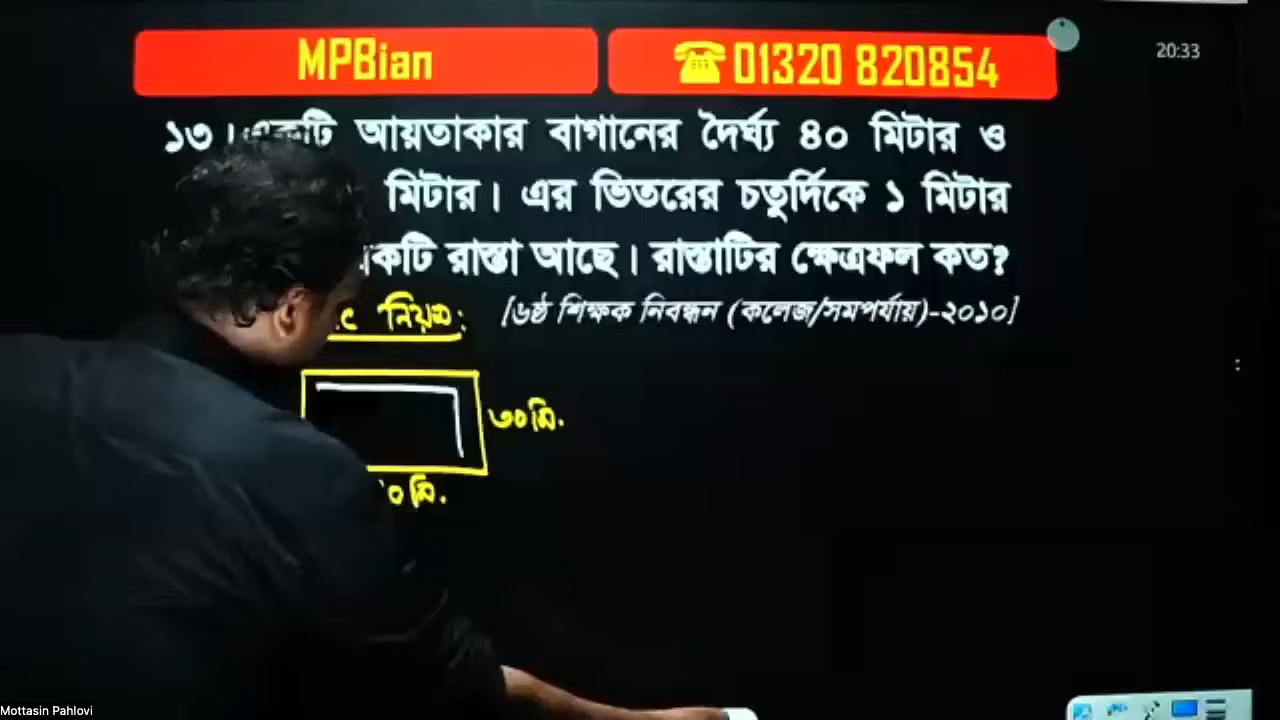 MPBian
☎01320 820854
20:33
১৩। একটি আয়তাকার বাগানের দৈর্ঘ্য ৪০ মিটার ও
মিটার। এর ভিতরের চতুর্দিকে ১ মিটার
কটি রাস্তা আছে। রাস্তাটির ক্ষেত্রফল কত?
নিয়ম:
[৬ষ্ঠ শিক্ষক নিবন্ধন (কলেজ/সমপর্যায়)-২০১০]
৩০মি.
০মি.
Mottasin Pahlovi